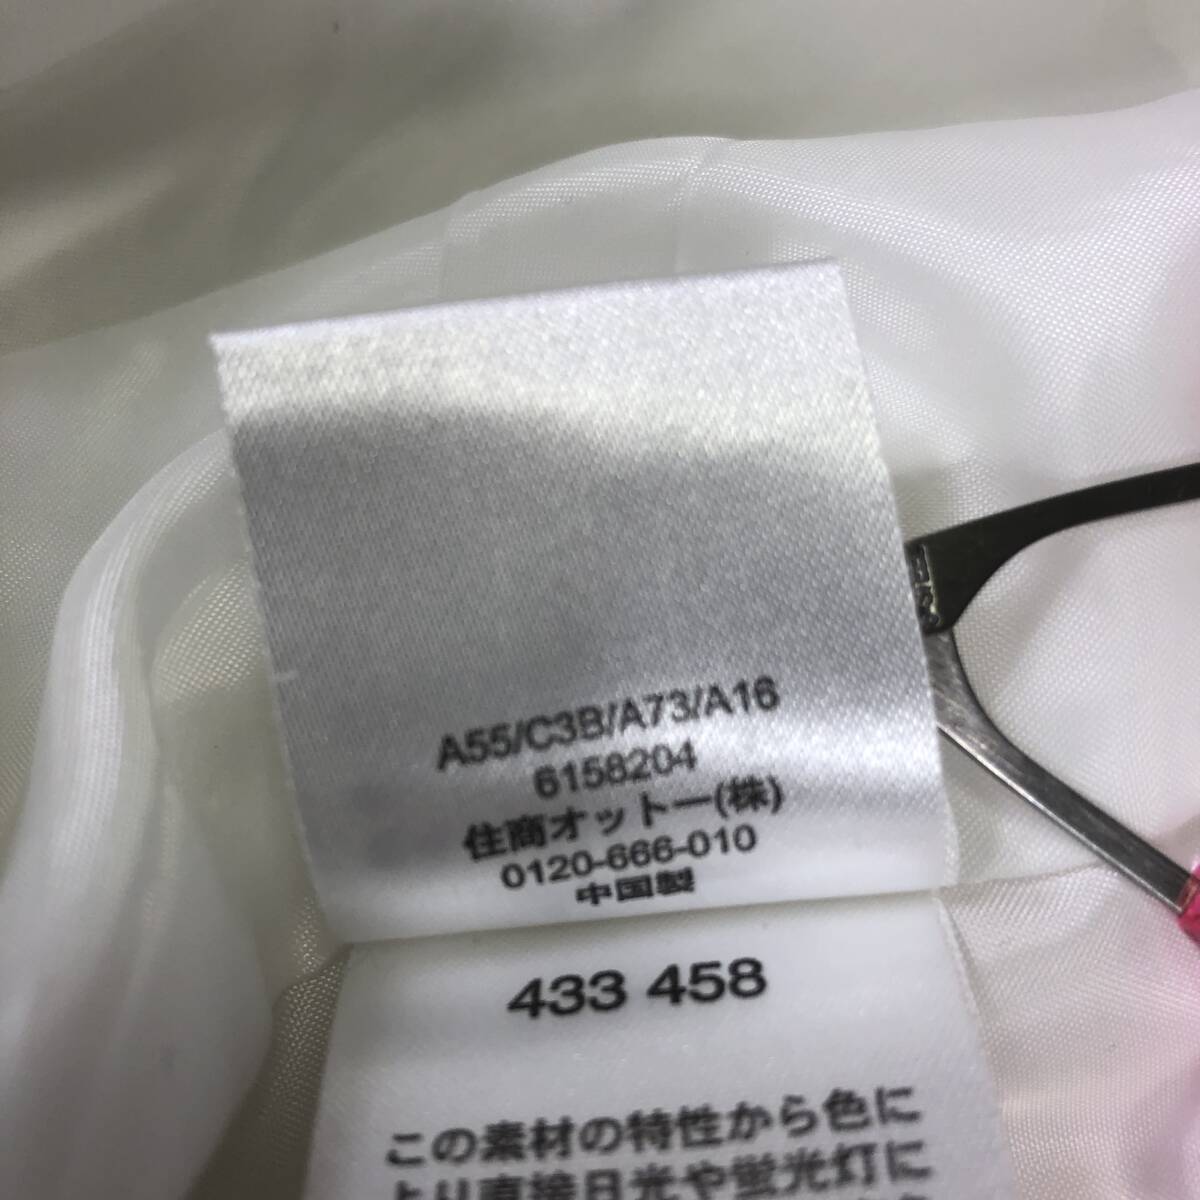 A55/C3B/A73/A16
6158204
住商オットー(株)
0120-666-010
中国製
433 458
この素材の特性から色に
より直接日光や蛍光灯に